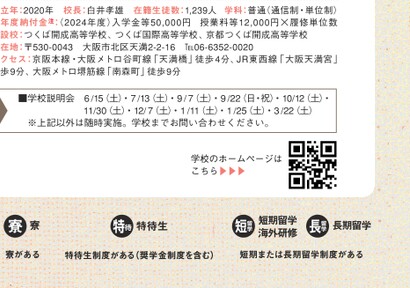 立年：2020年　校長：白井孝雄　在籍生徒数：1,239人　学科：普通（通信制・単位制）
年度納付金：（2024年度）入学金等50,000円　授業料等12,000円×履修単位数
設校：つくば開成高等学校、つくば国際高等学校、京都つくば開成高等学校
在地：〒530-0043　大阪市北区天満2-2-16　℡06-6352-0020
クセス：京阪本線・大阪メトロ谷町線「天満橋」徒歩4分、JR東西線「大阪天満宮」
歩9分、大阪メトロ堺筋線「南森町」徒歩9分
■学校説明会　6/15（土）・7/13（土）・9/7（土）・9/22（日・祝）・10/12（土）・
11/30（土）・12/7（土）・1/11（土）・1/25（土）・3/22（土）
※上記以外は随時実施。学校までお問い合わせください。
学校のホームページは
こちら▶▶▶
寮 寮
寮がある
特待 特待生
特待生制度がある（奨学金制度を含む）
短留学 短期留学
海外研修
長留学 長期留学
短期または長期留学制度がある